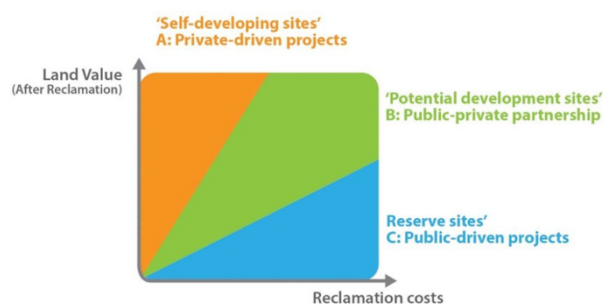 ‘Self-developing sites’
A: Private-driven projects
Land Value
(After Reclamation)
‘Potential development sites’
B: Public-private partnership
Reserve sites’
C: Public-driven projects
Reclamation costs